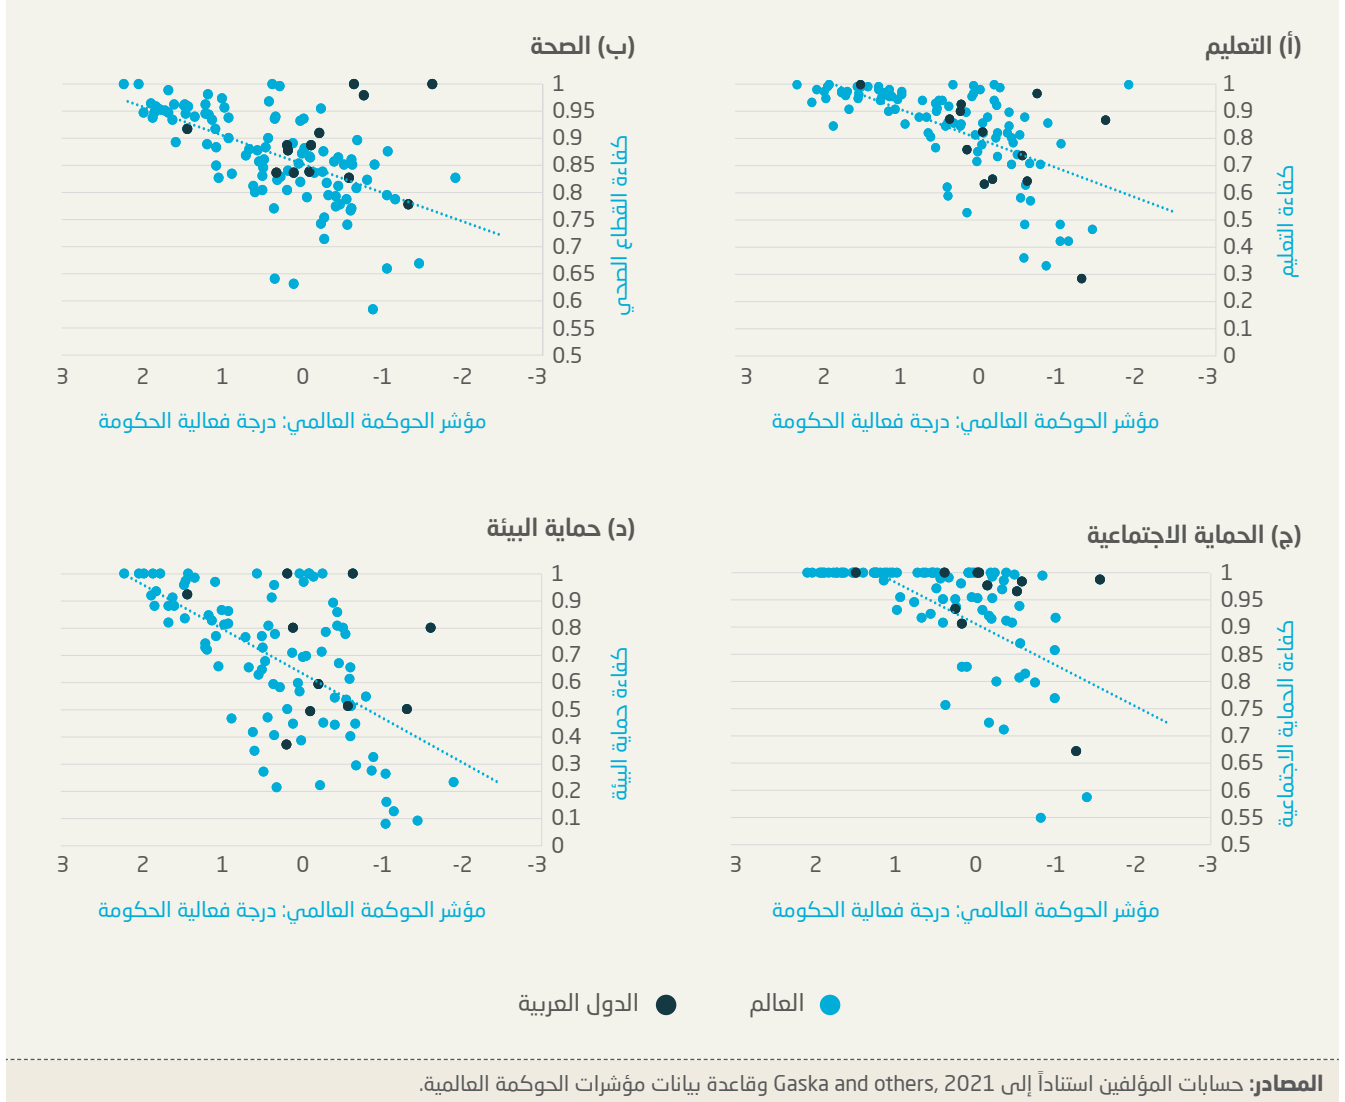 (أ) التعليم
1
0.9
0.8
0.7
0.6
0.5
0.4
0.3
0.2
0.1
0
كفاءة التعليم
3 2 1 0 -1 -2 -3
مؤشر الحوكمة العالمي: درجة فعالية الحكومة
(ب) الصحة
1
0.95
0.9
0.85
0.8
0.75
0.7
0.65
0.6
0.55
0.5
كفاءة القطاع الصحي
3 2 1 0 -1 -2 -3
مؤشر الحوكمة العالمي: درجة فعالية الحكومة
(ج) الحماية الاجتماعية
1
0.95
0.9
0.85
0.8
0.75
0.7
0.65
0.6
0.55
0.5
كفاءة الحماية الاجتماعية
3 2 1 0 -1 -2 -3
مؤشر الحوكمة العالمي: درجة فعالية الحكومة
(د) حماية البيئة
1
0.9
0.8
0.7
0.6
0.5
0.4
0.3
0.2
0.1
0
كفاءة حماية البيئة
3 2 1 0 -1 -2 -3
مؤشر الحوكمة العالمي: درجة فعالية الحكومة
العالم
الدول العربية
المصادر: حسابات المؤلفين استناداً إلى Gaska and others, 2021 وقاعدة بيانات مؤشرات الحوكمة العالمية.